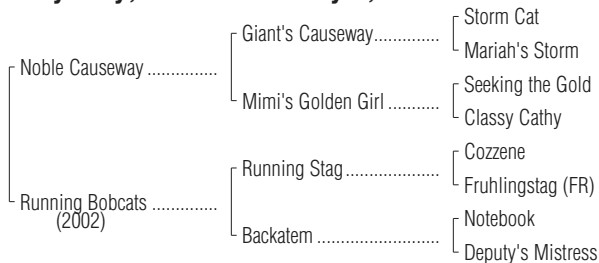 Storm Cat
Giant's Causeway..............
Mariah's Storm
Noble Causeway ...............
Seeking the Gold
Mimi's Golden Girl ...........
Classy Cathy
Cozzene
Running Stag....................
Fruhlingstag (FR)
Running Bobcats ..............
(2002)
Notebook
Backatem ..........................
Deputy's Mistress